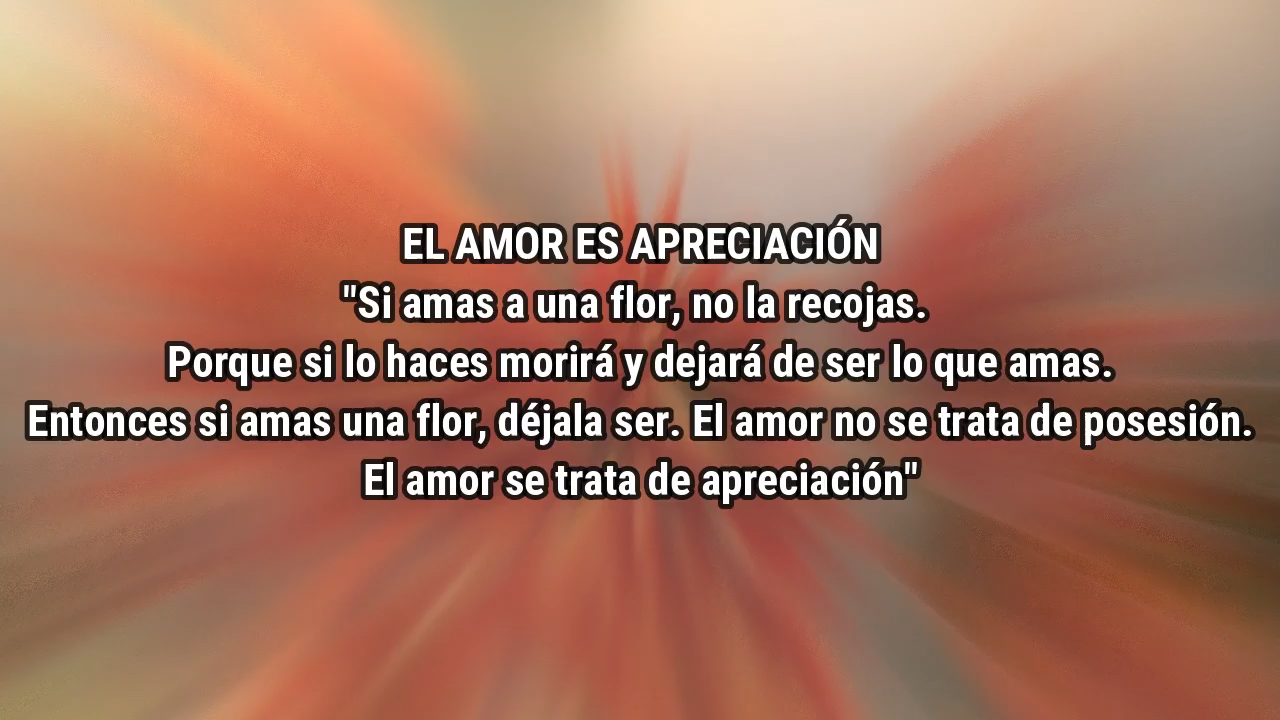 EL AMOR ES APRECIACIÓN
"Si amas a una flor, no la recojas.
Porque si lo haces morirá y dejará de ser lo que amas.
Entonces si amas una flor, déjala ser. El amor no se trata de posesión.
El amor se trata de apreciación"